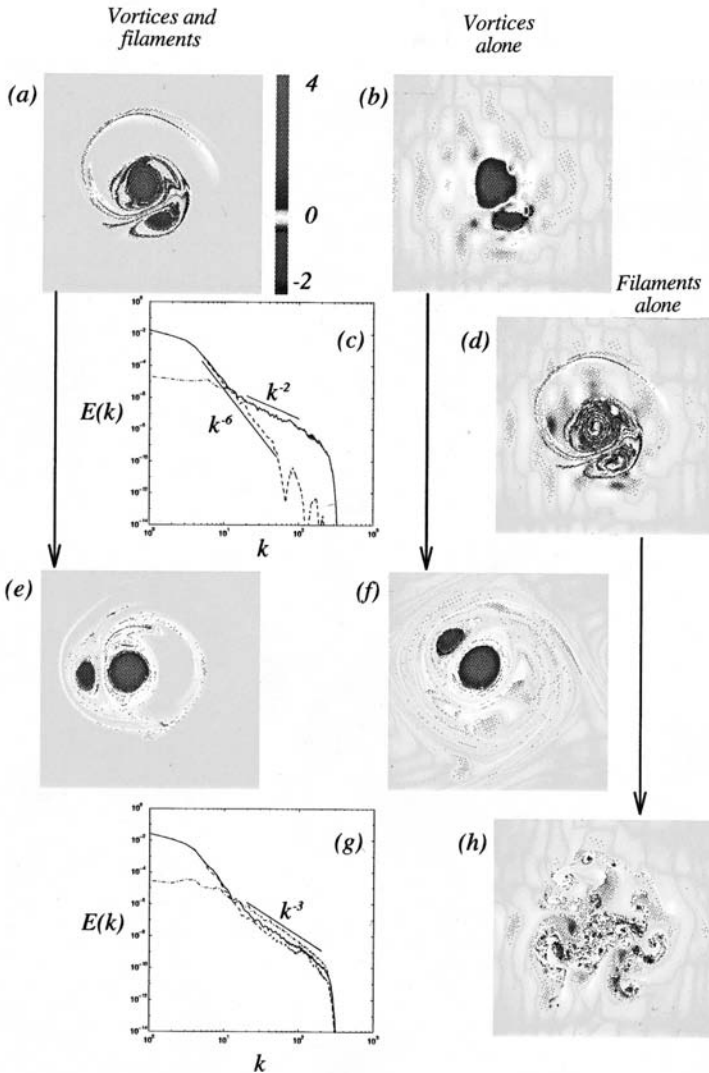 Vortices and
filaments
Vortices
alone
(a)
4
0
-2
(b)
Filaments
alone
(c)
k⁻²
k⁻⁶
E(k)
k
(d)
(e)
(f)
(g)
k⁻³
E(k)
k
(h)